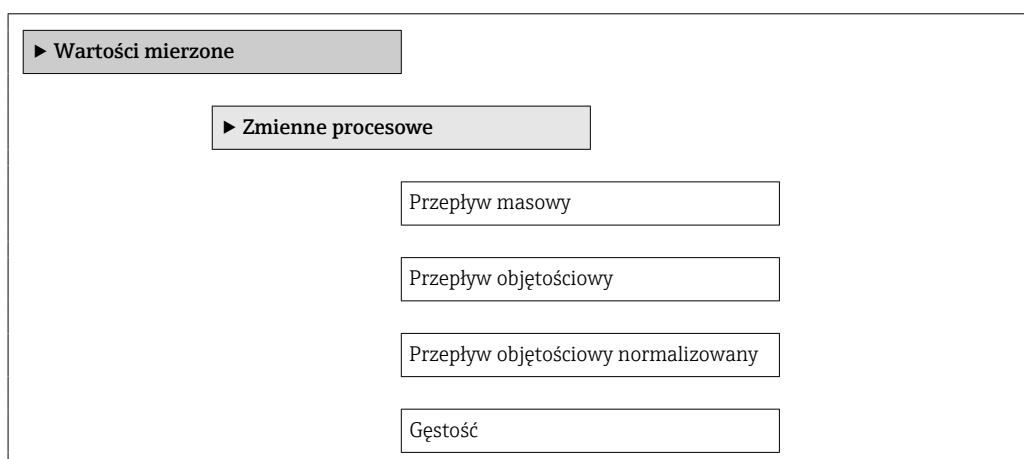 ▶ Wartości mierzone
▶ Zmienne procesowe
Przepływ masowy
Przepływ objętościowy
Przepływ objętościowy normalizowany
Gęstość